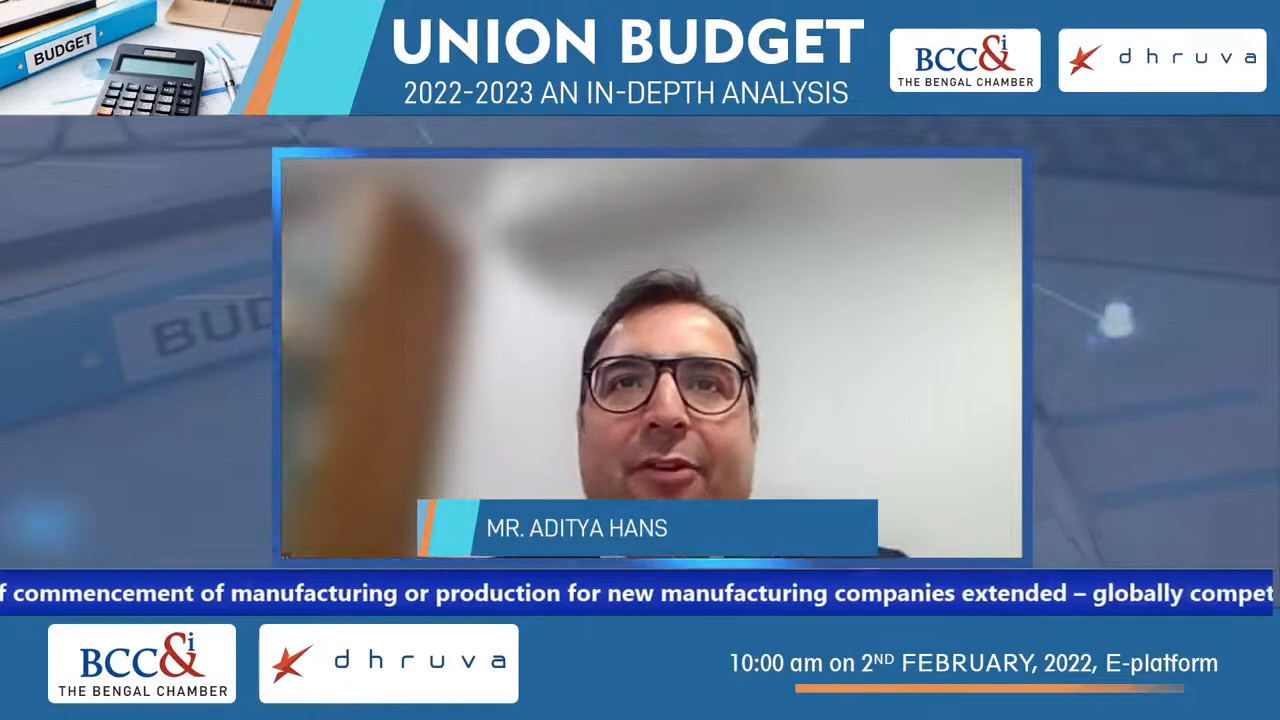 BUDGET
UNION BUDGET
2022-2023 AN IN-DEPTH ANALYSIS
BCC&i
THE BENGAL CHAMBER
dhruva
BUD
MR. ADITYA HANS
f commencement of manufacturing or production for new manufacturing companies extended – globally compet
BCC&i
THE BENGAL CHAMBER
dhruva
10:00 am on 2ND FEBRUARY, 2022, E-platform